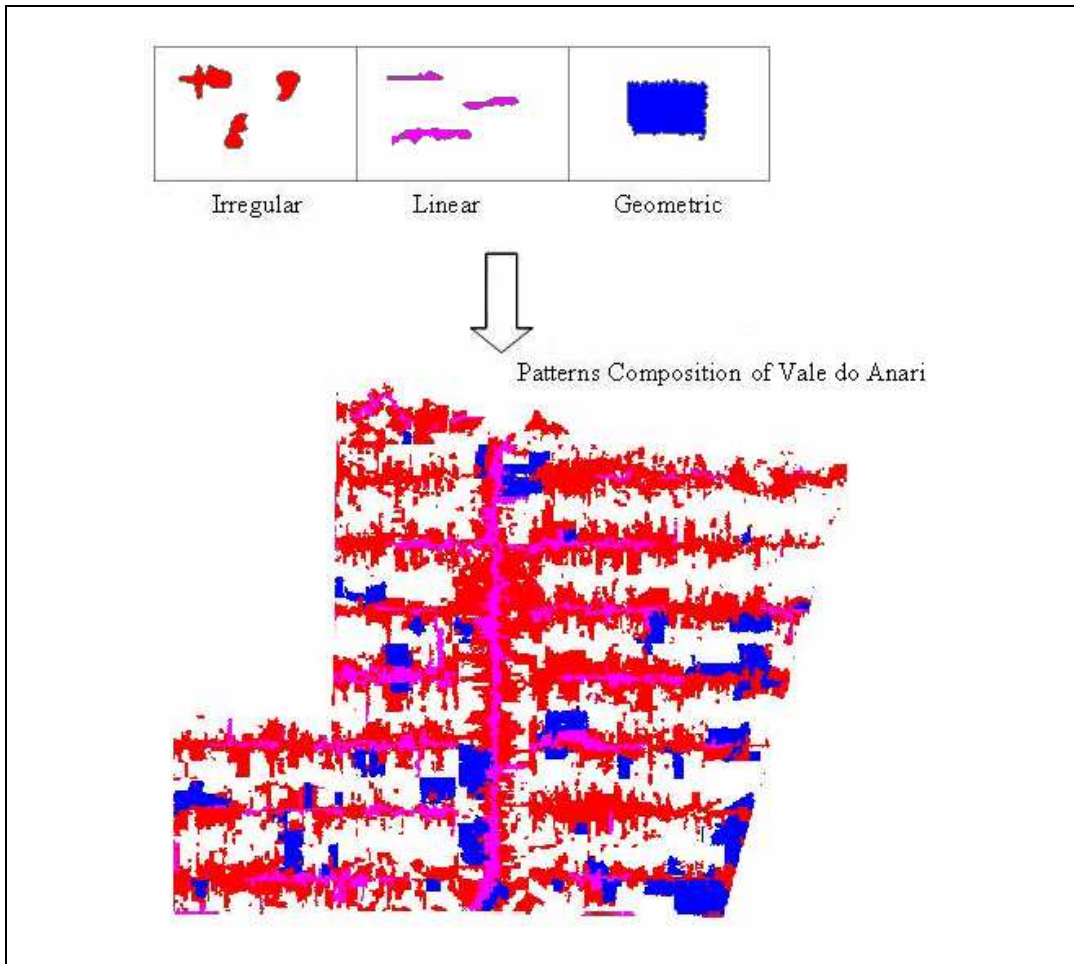 Irregular Linear Geometric
Patterns Composition of Vale do Anari